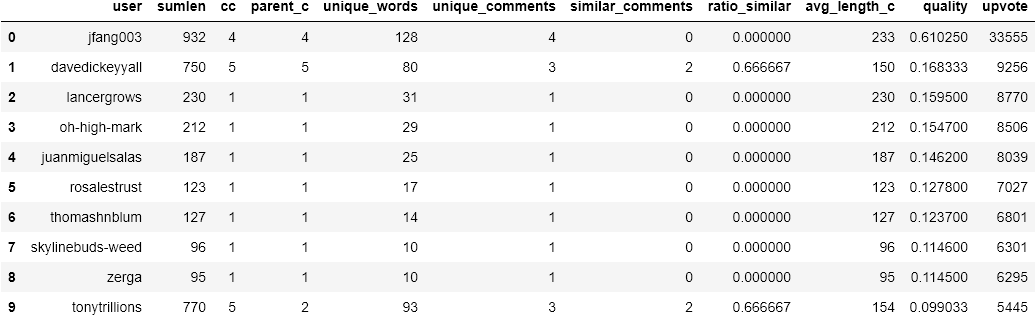 user sumlen cc parent_c unique_words unique_comments similar_comments ratio_similar avg_length_c quality upvote
0 jfang003 932 4 4 128 4 0 0.000000 233 0.610250 33555
1 davedickeyyall 750 5 5 80 3 2 0.666667 150 0.168333 9256
2 lancergrows 230 1 1 31 1 0 0.000000 230 0.159500 8770
3 oh-high-mark 212 1 1 29 1 0 0.000000 212 0.154700 8506
4 juanmiguelsalas 187 1 1 25 1 0 0.000000 187 0.146200 8039
5 rosalestrust 123 1 1 17 1 0 0.000000 123 0.127800 7027
6 thomashnblum 127 1 1 14 1 0 0.000000 127 0.123700 6801
7 skylinebuds-weed 96 1 1 10 1 0 0.000000 96 0.114600 6301
8 zerga 95 1 1 10 1 0 0.000000 95 0.114500 6295
9 tonytrillions 770 5 2 93 3 2 0.666667 154 0.099033 5445